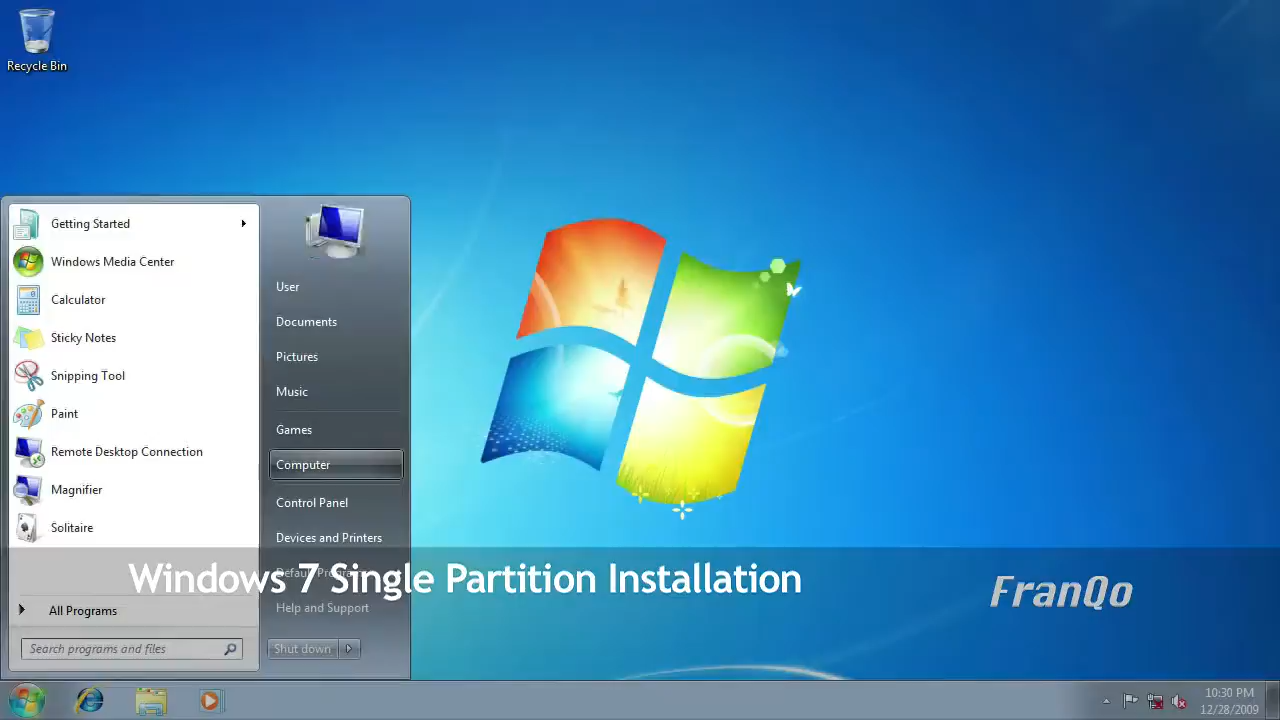 Recycle Bin
Getting Started
Windows Media Center
Calculator
Sticky Notes
Snipping Tool
Paint
Remote Desktop Connection
Magnifier
Solitaire
All Programs
Search programs and files
User
Documents
Pictures
Music
Games
Computer
Control Panel
Devices and Printers
Default Programs
Help and Support
Shut down
Windows 7 Single Partition Installation
FranQo
10:30 PM
12/28/2009